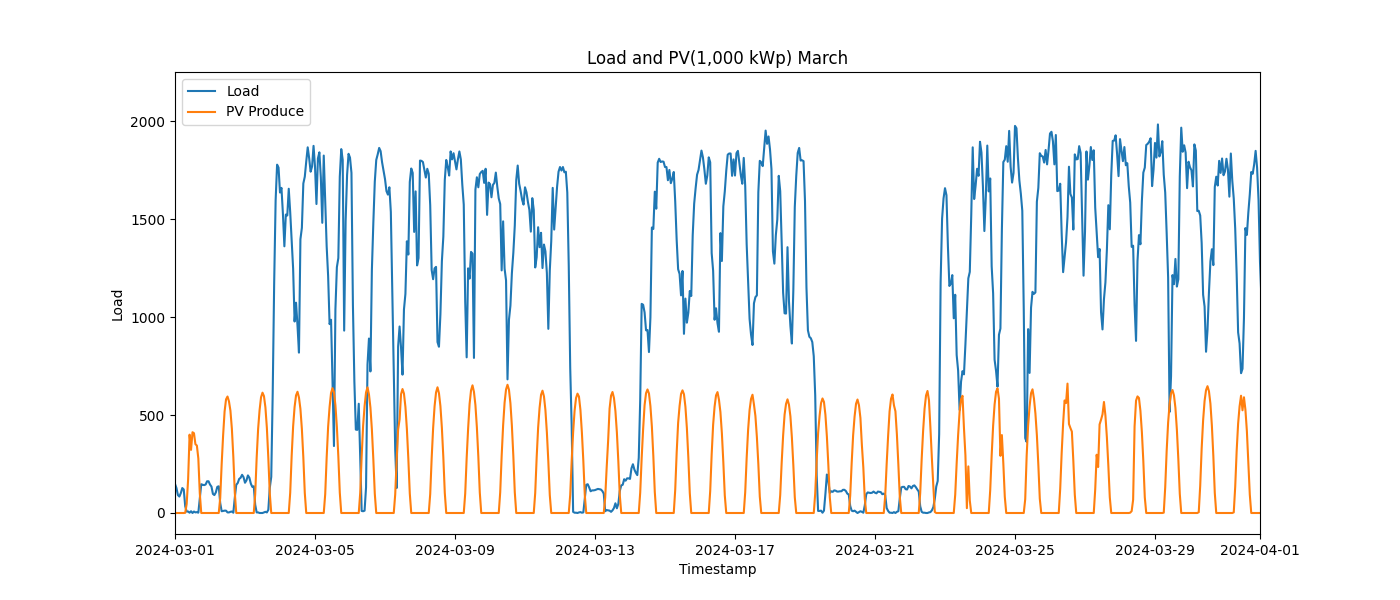 Load and PV(1,000 kWp) March
Load
PV Produce
2000
1500
1000
500
0
Load
2024-03-01
2024-03-05
2024-03-09
2024-03-13
2024-03-17
2024-03-21
2024-03-25
2024-03-29
2024-04-01
Timestamp